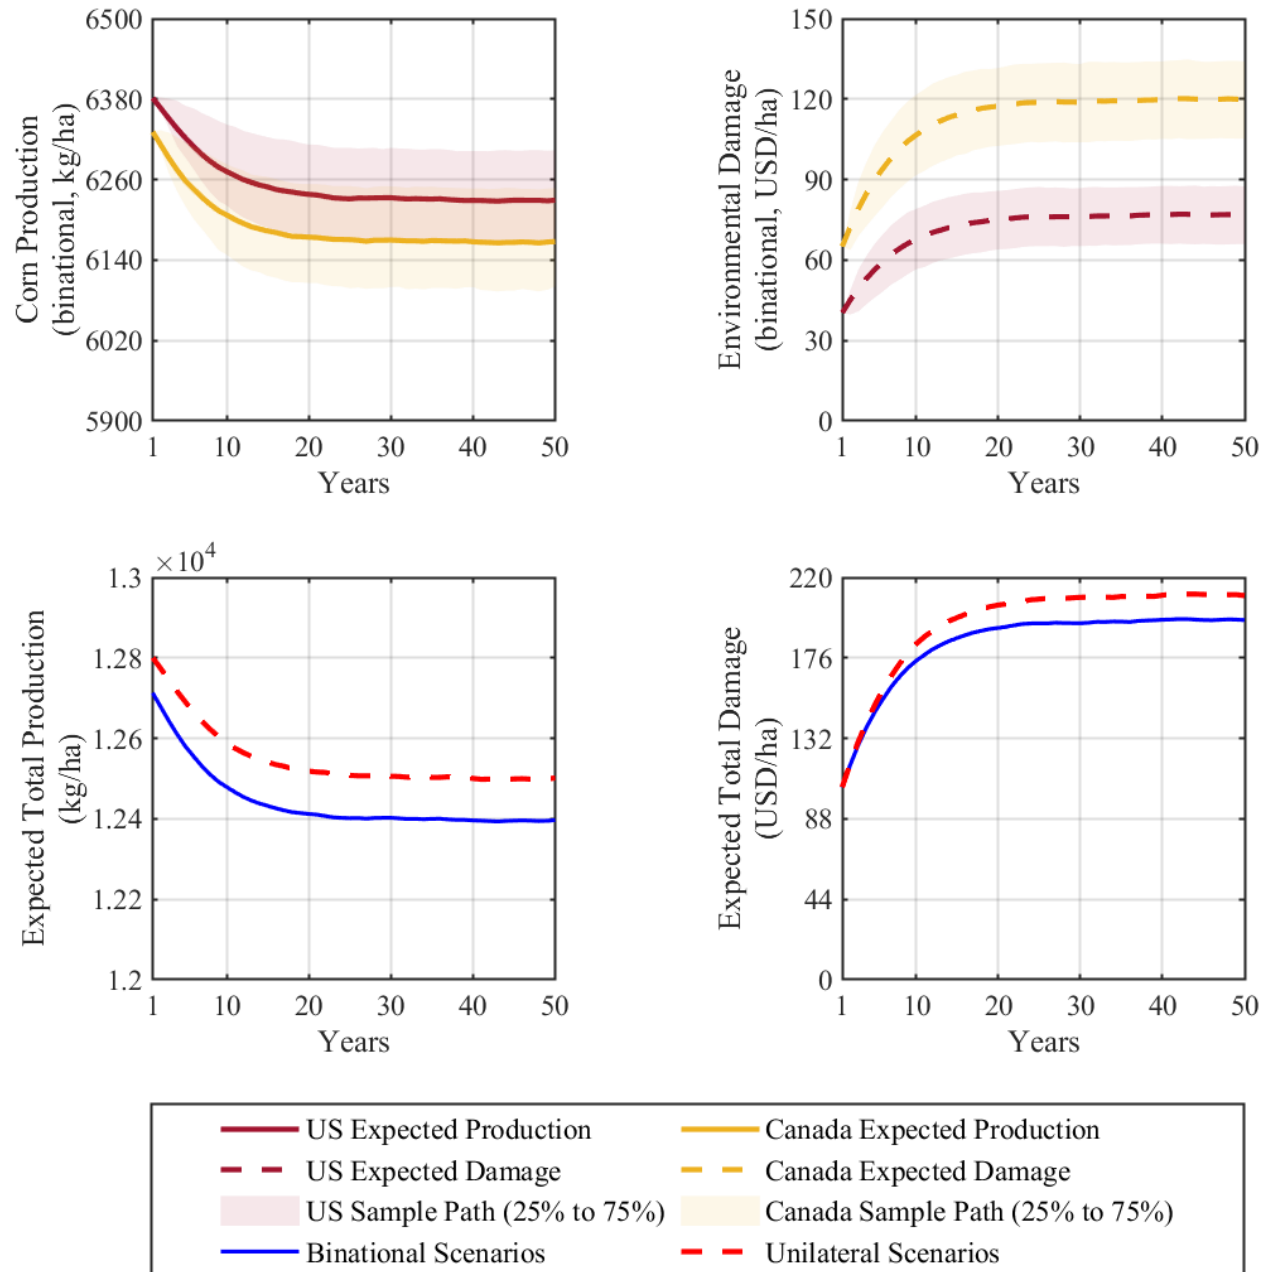 Corn Production
(binational, kg/ha)
6500
6380
6260
6140
6020
5900
1 10 20 30 40 50
Years
Environmental Damage
(binational, USD/ha)
150
120
90
60
30
0
1 10 20 30 40 50
Years
Expected Total Production
(kg/ha)
×10⁴
1.3
1.28
1.26
1.24
1.22
1.2
1 10 20 30 40 50
Years
Expected Total Damage
(USD/ha)
220
176
132
88
44
0
1 10 20 30 40 50
Years
US Expected Production Canada Expected Production
US Expected Damage Canada Expected Damage
US Sample Path (25% to 75%) Canada Sample Path (25% to 75%)
Binational Scenarios Unilateral Scenarios